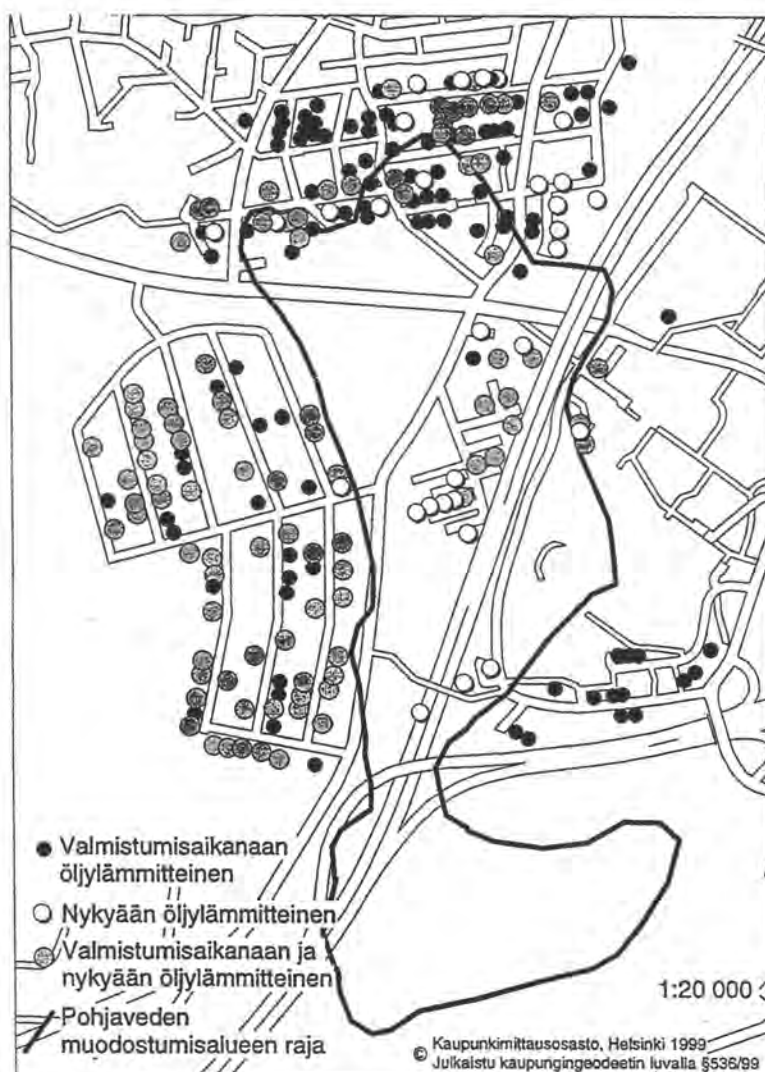 Valmistumisaikanaan
öljylämmitteinen
Nykyään öljylämmitteinen
Valmistumisaikanaan ja
nykyään öljylämmitteinen
Pohjaveden
muodostumisalueen raja
1:20 000
© Kaupunkimittausosasto, Helsinki 1999
Julkaistu kaupungingeodeetin luvalla §536/99